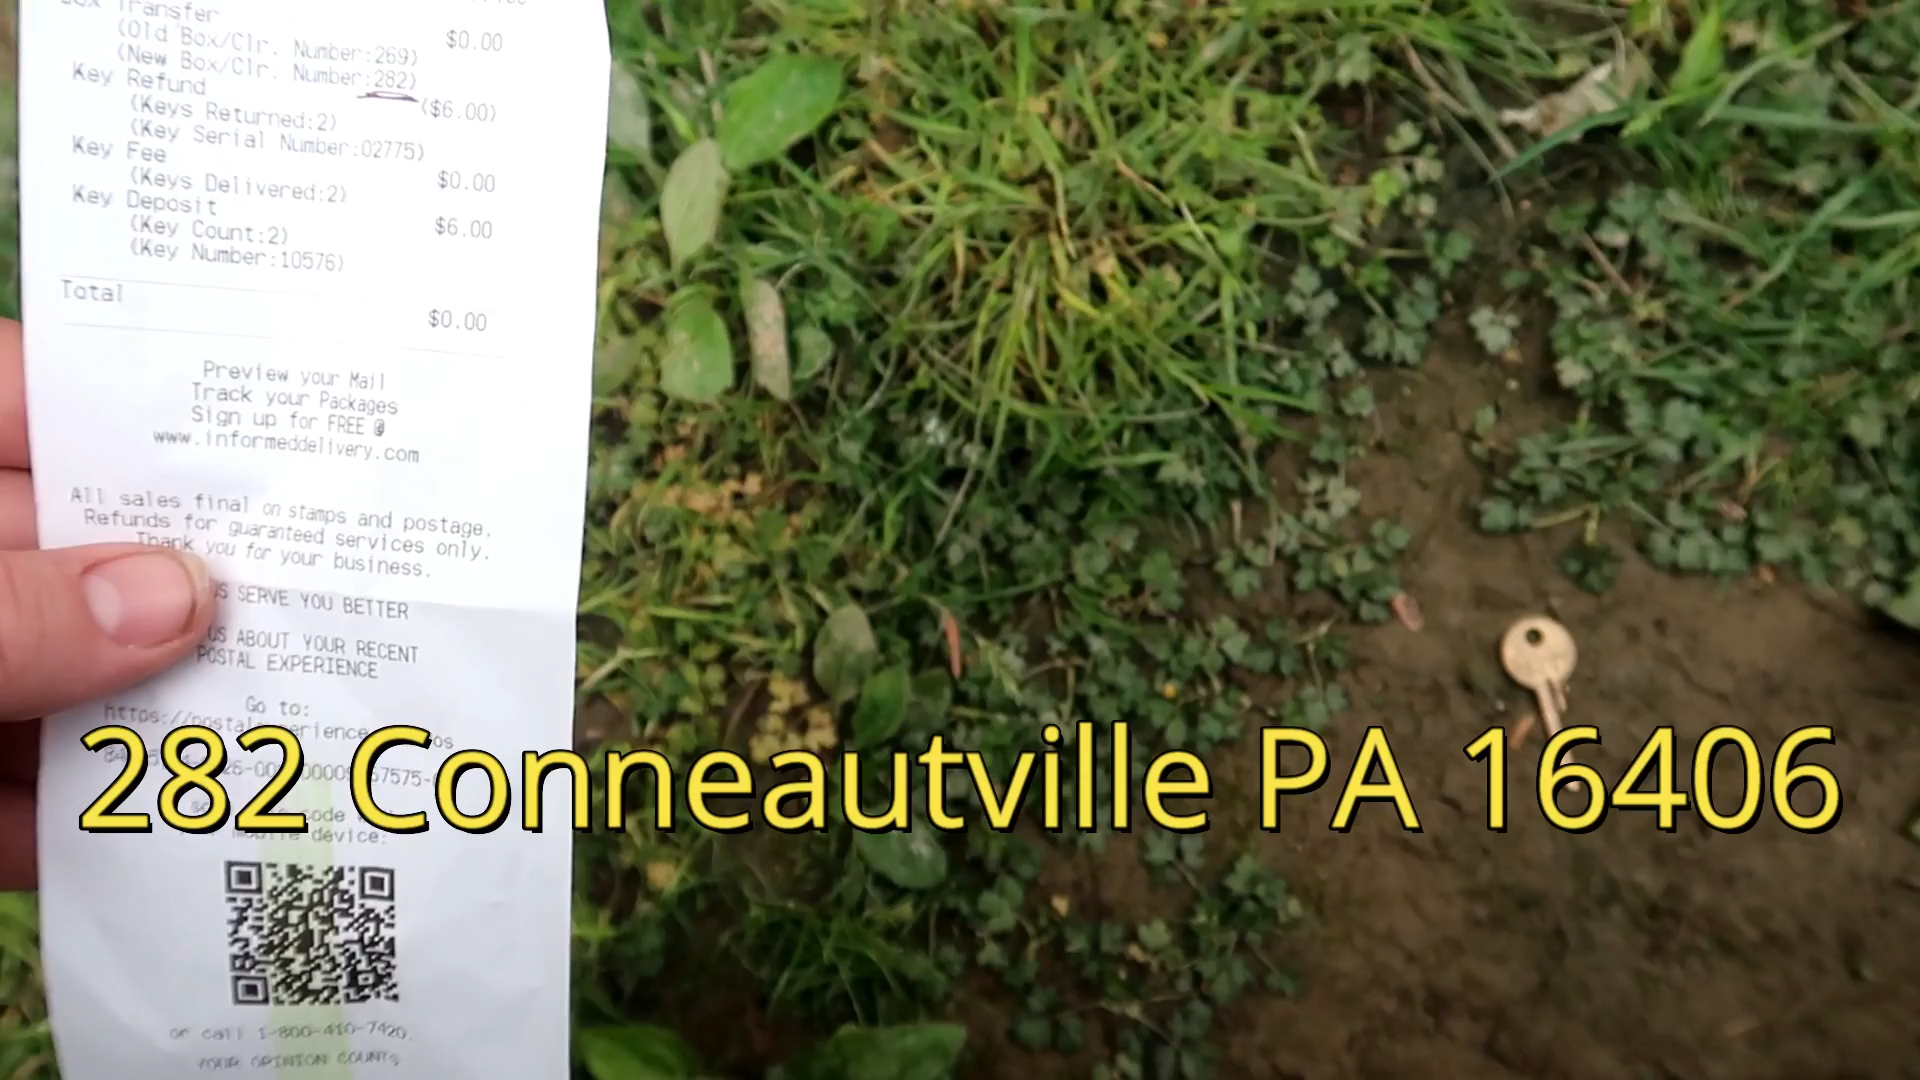 Transfer
$0.00
(Old Box/Clr. Number:269)
(New Box/Clr. Number:282)
Key Refund
($6.00)
(Keys Returned:2)
(Key Serial Number:02775)
Key Fee
$0.00
(Keys Delivered:2)
Key Deposit
$6.00
(Key Count:2)
(Key Number:10576)
Total
$0.00
Preview your Mail
Track your Packages
Sign up for FREE @
www.informeddelivery.com
All sales final on stamps and postage.
Refunds for guaranteed services only.
Thank you for your business.
SERVE YOU BETTER
US ABOUT YOUR RECENT
POSTAL EXPERIENCE
Go to:
282 Conneautville PA 16406
device:
or call 1-800-410-7420.
YOUR OPINION COUNTS